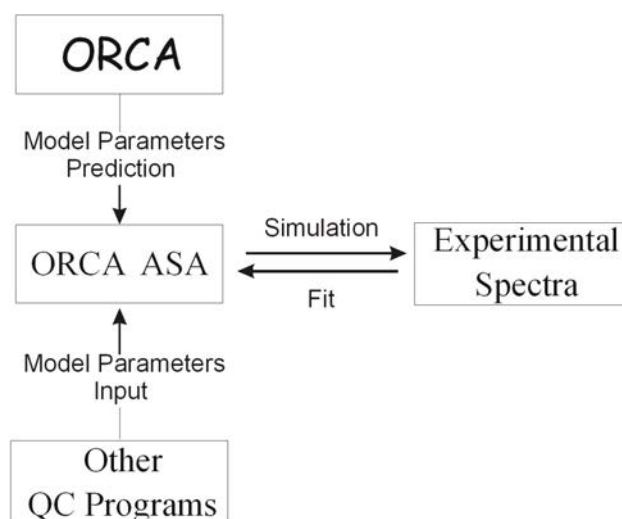 ORCA
Model Parameters
Prediction
ORCA ASA
Simulation
Fit
Experimental
Spectra
Model Parameters
Input
Other
QC Programs